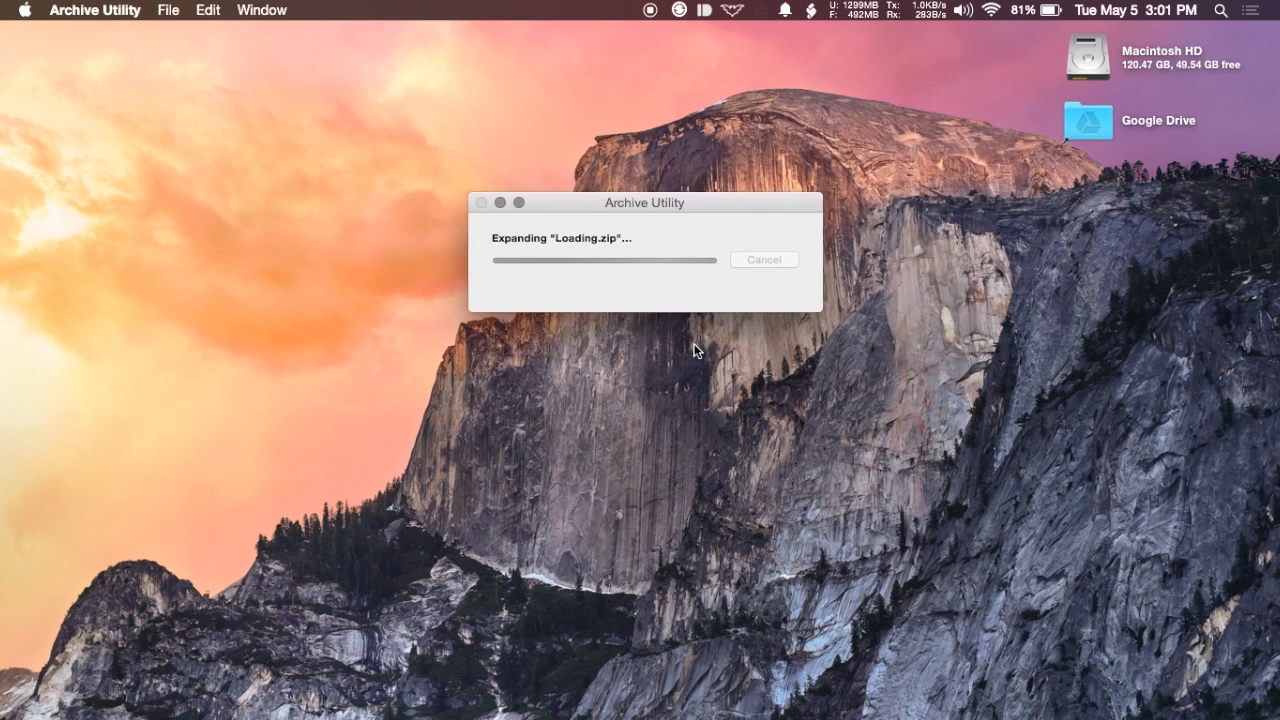 Archive Utility File Edit Window
U: 1299MB Tx: 1.0KB/s
F: 492MB Rx: 283B/s
81% Tue May 5 3:01 PM
Macintosh HD
120.47 GB, 49.54 GB free
Google Drive
Archive Utility
Expanding "Loading.zip"...
Cancel